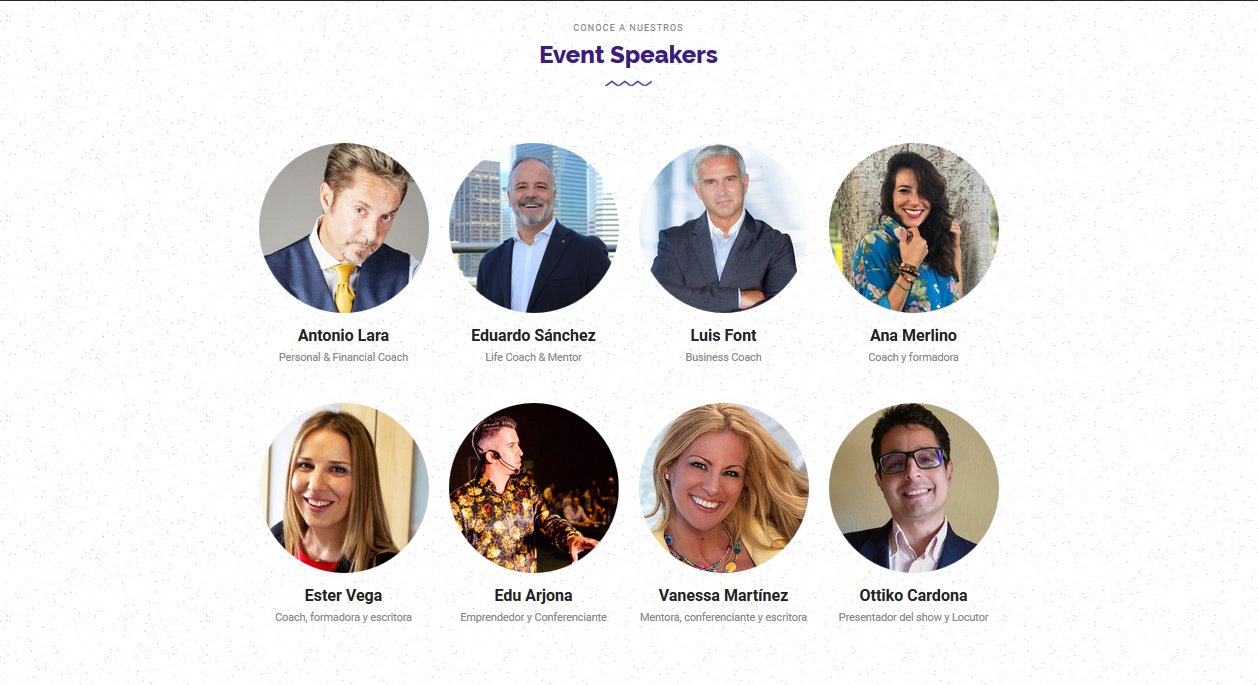 CONOCE A NUESTROS
Event Speakers
Antonio Lara
Personal & Financial Coach
Eduardo Sánchez
Life Coach & Mentor
Luis Font
Business Coach
Ana Merlino
Coach y formadora
Ester Vega
Coach, formadora y escritora
Edu Arjona
Emprendedor y Conferenciante
Vanessa Martínez
Mentora, conferenciante y escritora
Ottiko Cardona
Presentador del show y Locutor